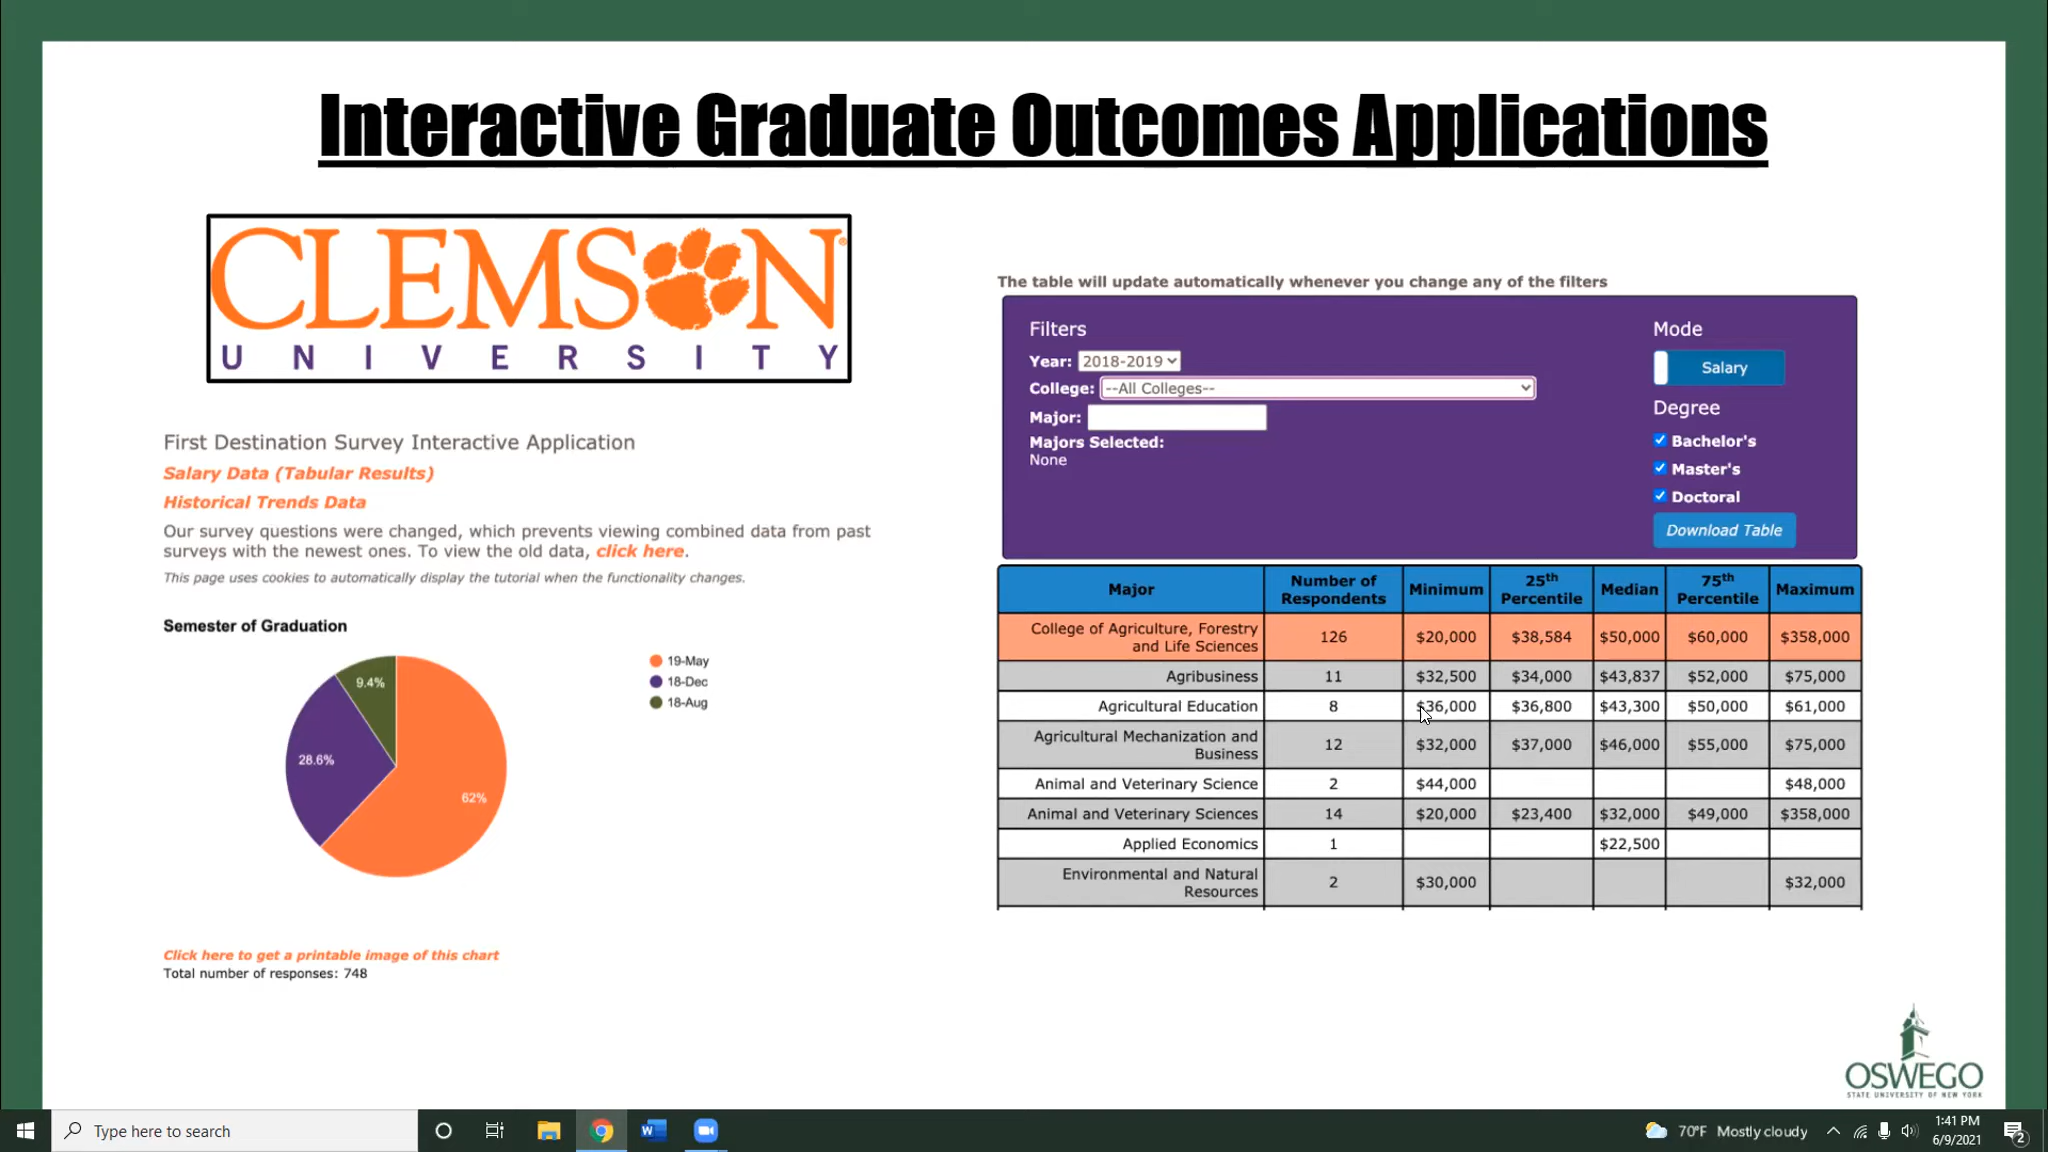 Interactive Graduate Outcomes Applications
CLEMSON®
UNIVERSITY
First Destination Survey Interactive Application
Salary Data (Tabular Results)
Historical Trends Data
Our survey questions were changed, which prevents viewing combined data from past
surveys with the newest ones. To view the old data, click here.
This page uses cookies to automatically display the tutorial when the functionality changes.
Semester of Graduation
19-May
18-Dec
18-Aug
9.4%
28.6%
62%
Click here to get a printable image of this chart
Total number of responses: 748
The table will update automatically whenever you change any of the filters
Filters
Year: 2018-2019
College: --All Colleges--
Major:
Majors Selected:
None
Mode
Salary
Degree
Bachelor's
Master's
Doctoral
Download Table
Major Number of Respondents Minimum 25th Percentile Median 75th Percentile Maximum
College of Agriculture, Forestry
and Life Sciences 126 $20,000 $38,584 $50,000 $60,000 $358,000
Agribusiness 11 $32,500 $34,000 $43,837 $52,000 $75,000
Agricultural Education 8 $36,000 $36,800 $43,300 $50,000 $61,000
Agricultural Mechanization and
Business 12 $32,000 $37,000 $46,000 $55,000 $75,000
Animal and Veterinary Science 2 $44,000 $48,000
Animal and Veterinary Sciences 14 $20,000 $23,400 $32,000 $49,000 $358,000
Applied Economics 1 $22,500
Environmental and Natural
Resources 2 $30,000 $32,000
OSWEGO
STATE UNIVERSITY OF NEW YORK
Type here to search
70°F Mostly cloudy
1:41 PM
6/9/2021
2